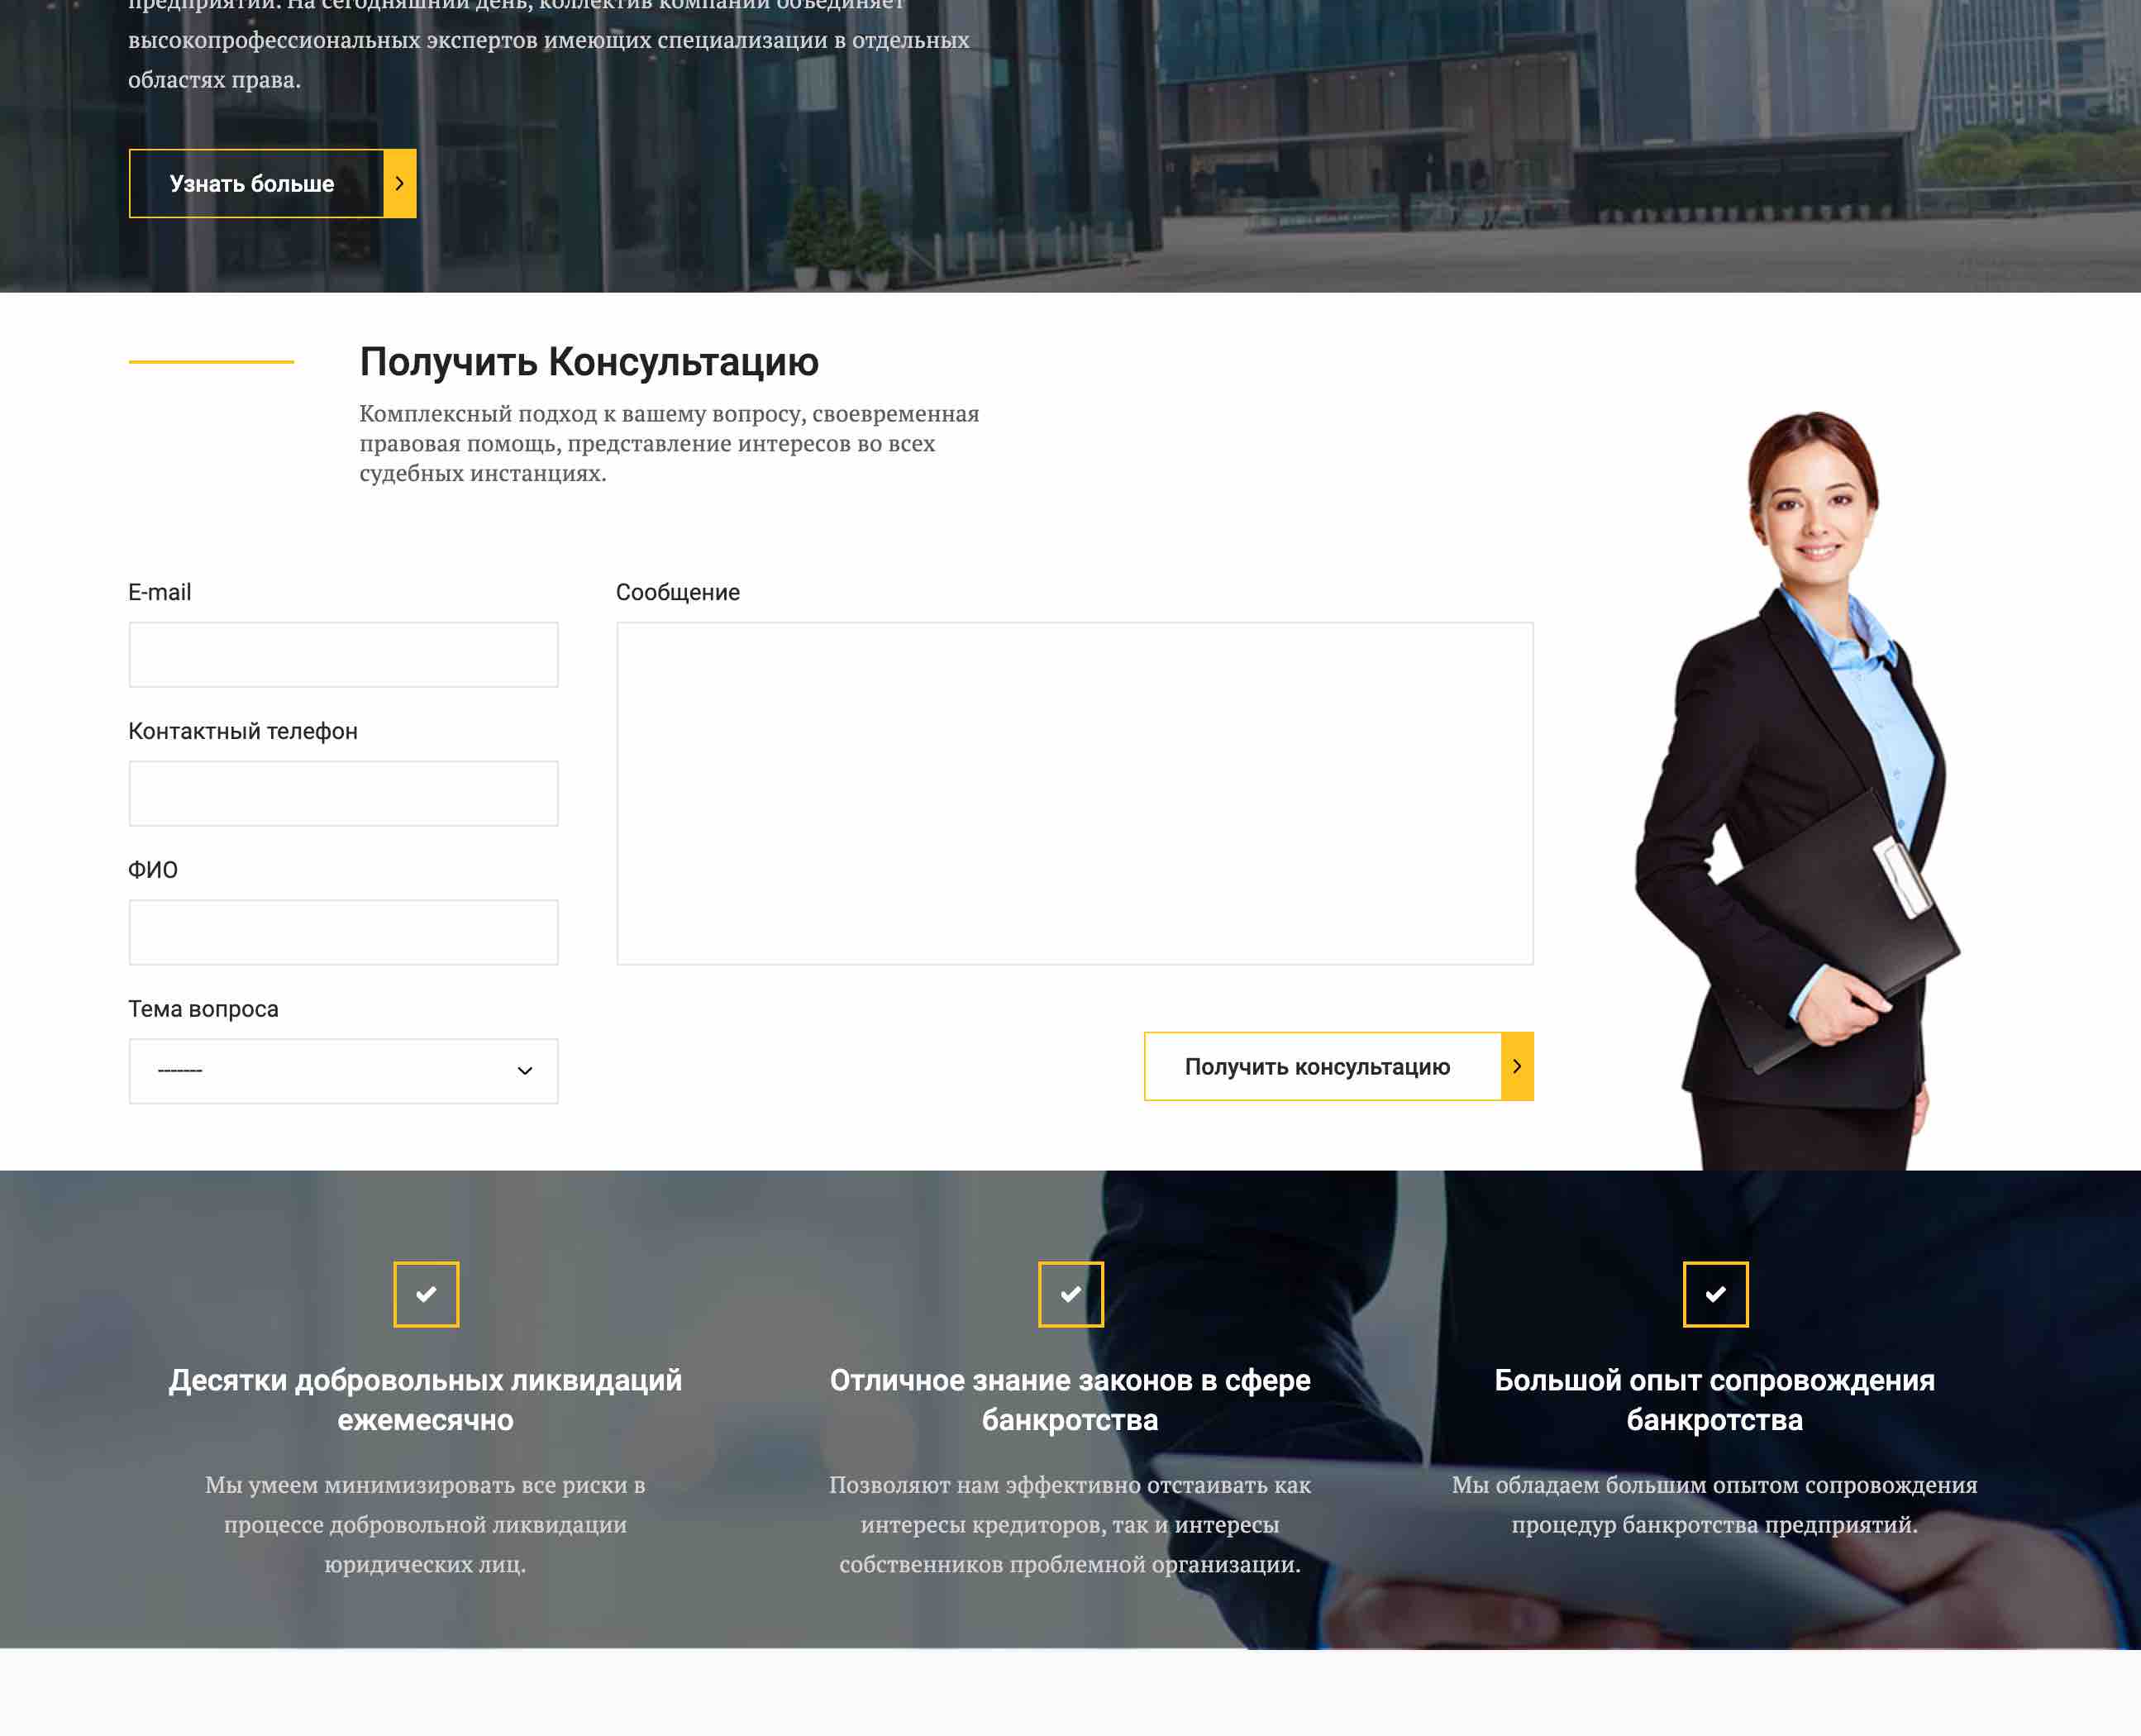 предприятий. На сегодняшний день, коллектив компании объединяет
высокопрофессиональных экспертов имеющих специализации в отдельных
областях права.
Узнать больше
Получить Консультацию
Комплексный подход к вашему вопросу, своевременная
правовая помощь, представление интересов во всех
судебных инстанциях.
E-mail
Сообщение
Контактный телефон
ФИО
Тема вопроса
-------
Получить консультацию
Десятки добровольных ликвидаций
ежемесячно
Мы умеем минимизировать все риски в
процессе добровольной ликвидации
юридических лиц.
Отличное знание законов в сфере
банкротства
Позволяют нам эффективно отстаивать как
интересы кредиторов, так и интересы
собственников проблемной организации.
Большой опыт сопровождения
банкротства
Мы обладаем большим опытом сопровождения
процедур банкротства предприятий.